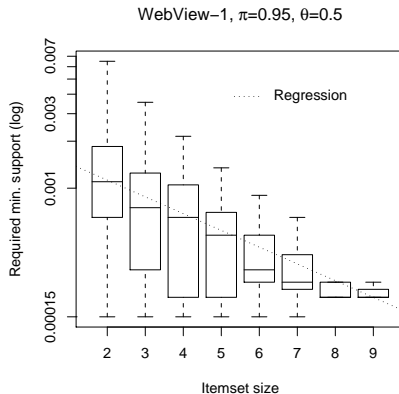 WebView−1, π=0.95, θ=0.5
Required min. support (log)
0.007
0.003
0.001
0.00015
Regression
2 3 4 5 6 7 8 9
Itemset size